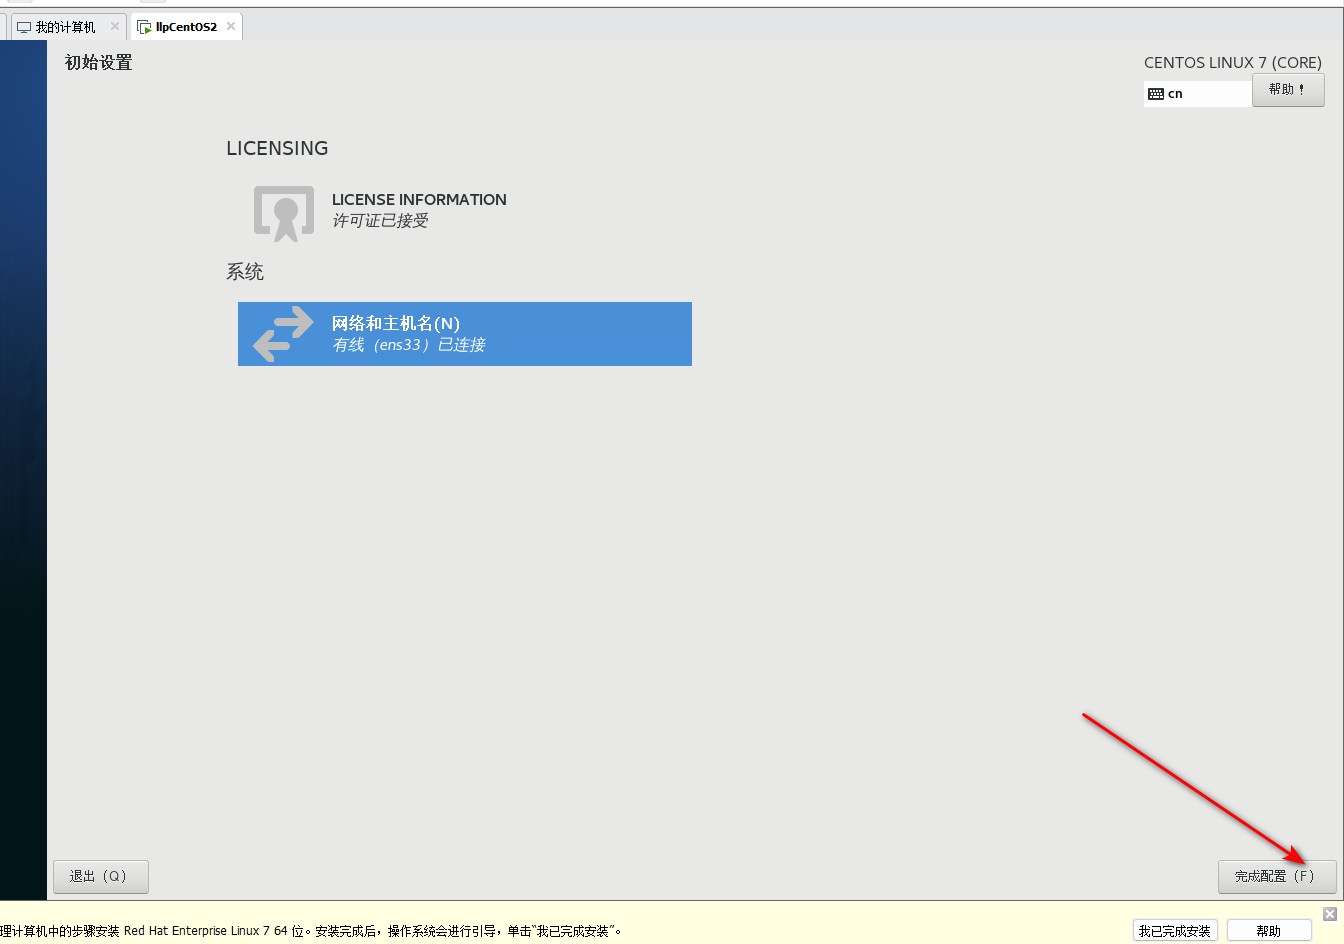 我的计算机
llpCentOS2
初始设置
CENTOS LINUX 7 (CORE)
cn
帮助！
LICENSING
LICENSE INFORMATION
许可证已接受
系统
网络和主机名(N)
有线（ens33）已连接
退出（Q）
完成配置（F）
理计算机中的步骤安装 Red Hat Enterprise Linux 7 64 位。安装完成后，操作系统会进行引导，单击“我已完成安装”。
我已完成安装
帮助